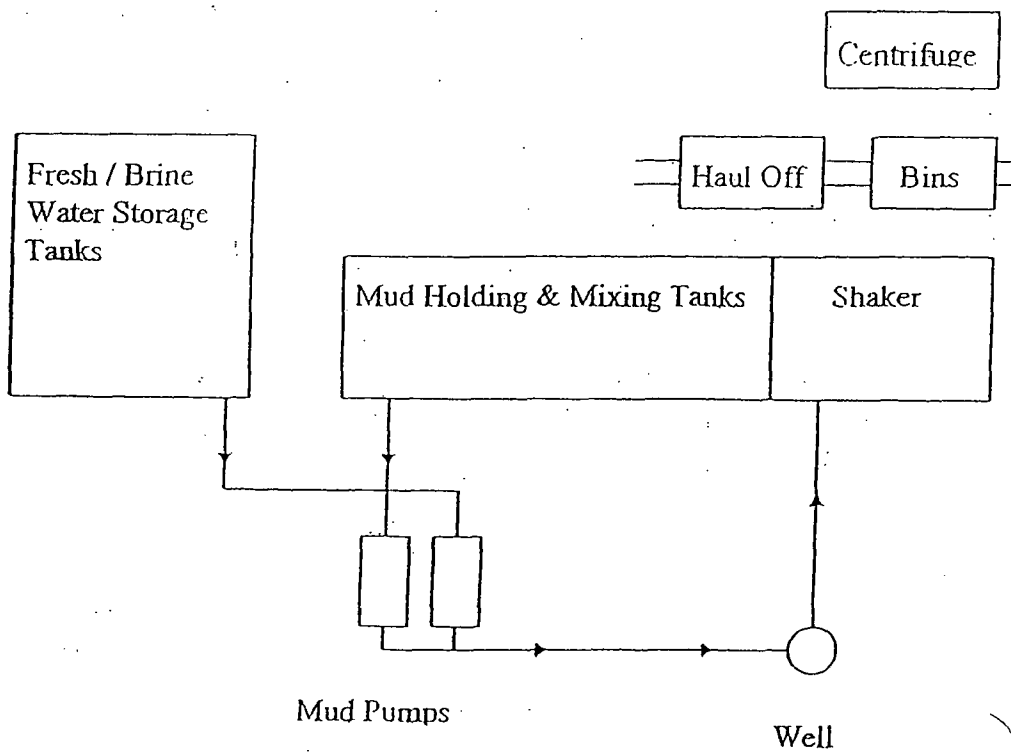 Centrifuge
Fresh / Brine
Water Storage
Tanks
Haul Off
Bins
Mud Holding & Mixing Tanks
Shaker
Mud Pumps
Well